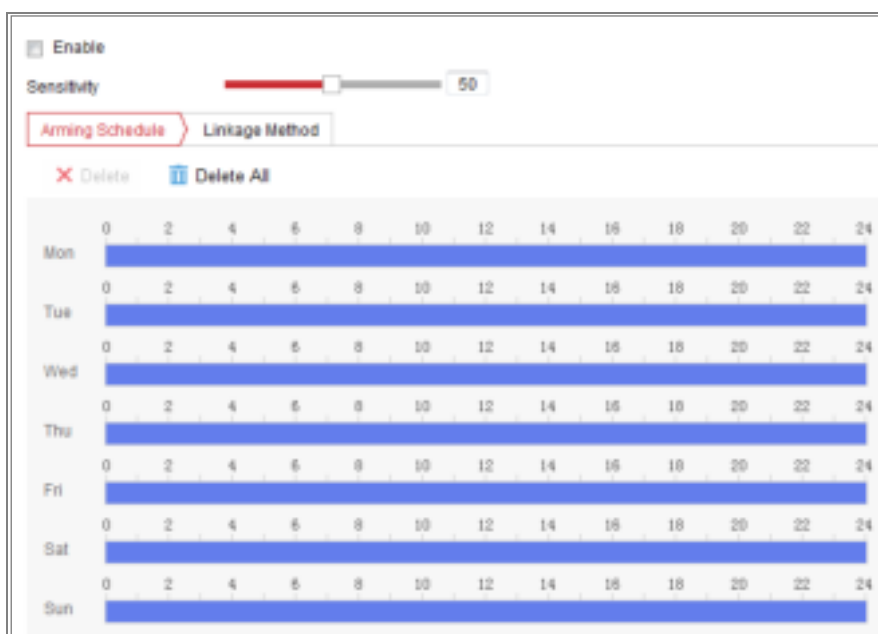 Enable
Sensitivity 50
Arming Schedule Linkage Method
Delete Delete All
0 2 4 6 8 10 12 14 16 18 20 22 24
Mon
0 2 4 6 8 10 12 14 16 18 20 22 24
Tue
0 2 4 6 8 10 12 14 16 18 20 22 24
Wed
0 2 4 6 8 10 12 14 16 18 20 22 24
Thu
0 2 4 6 8 10 12 14 16 18 20 22 24
Fri
0 2 4 6 8 10 12 14 16 18 20 22 24
Sat
0 2 4 6 8 10 12 14 16 18 20 22 24
Sun